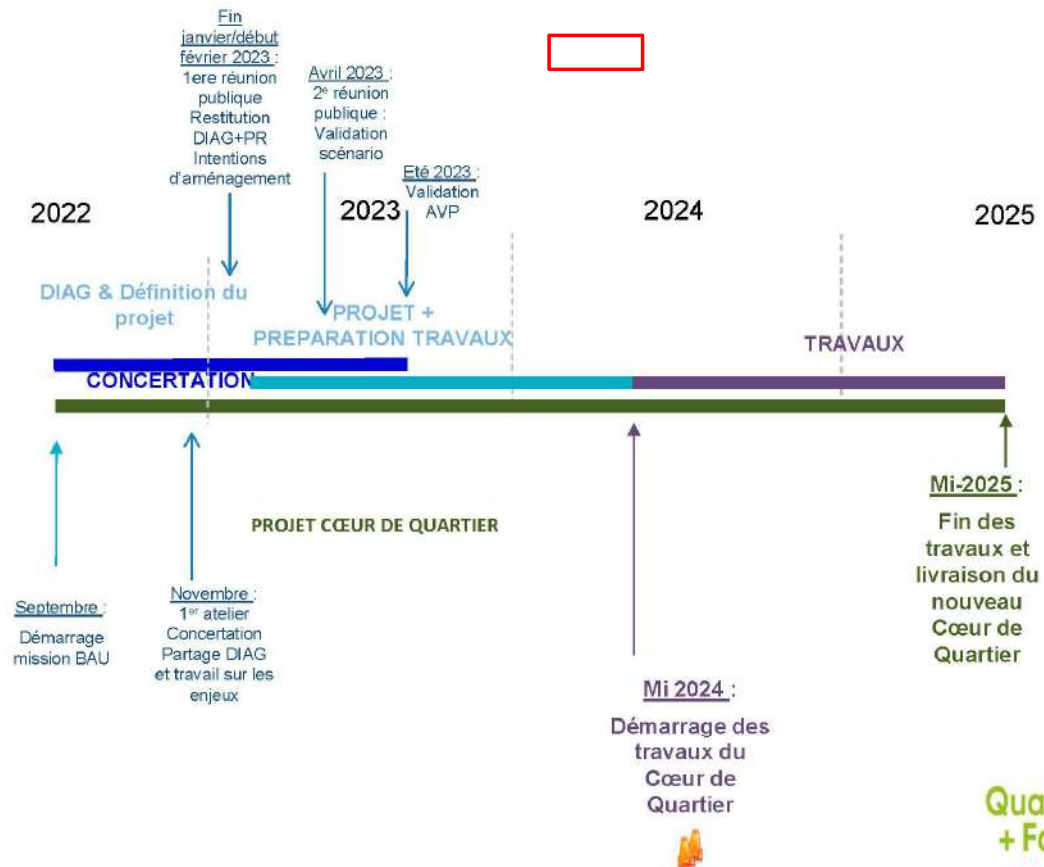 Fin
janvier/début
février 2023 :
1ere réunion
publique
Restitution
DIAG+PR
Intentions
d'aménagement
Avril 2023 :
2e réunion
publique :
Validation
scénario
Eté 2023 :
Validation
AVP
2022
2023
2024
2025
DIAG & Définition du
projet
PROJET +
PREPARATION TRAVAUX
TRAVAUX
CONCERTATION
PROJET CŒUR DE QUARTIER
Septembre :
Démarrage
mission BAU
Novembre :
1er atelier
Concertation
Partage DIAG
et travail sur les
enjeux
Mi 2024 :
Démarrage des
travaux du
Cœur de
Quartier
Mi-2025 :
Fin des
travaux et
livraison du
nouveau
Cœur de
Quartier
Qua
+ Fo